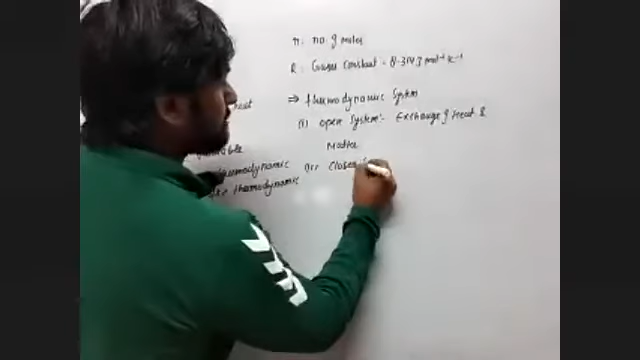 n: no. of moles
R: Gases constant = 8.314 J mol⁻¹ k⁻¹
⇒ thermodynamic System
(i) open System:- Exchange of Heat &
Matter
thermodynamic
(ii) Closed
thermodynamic